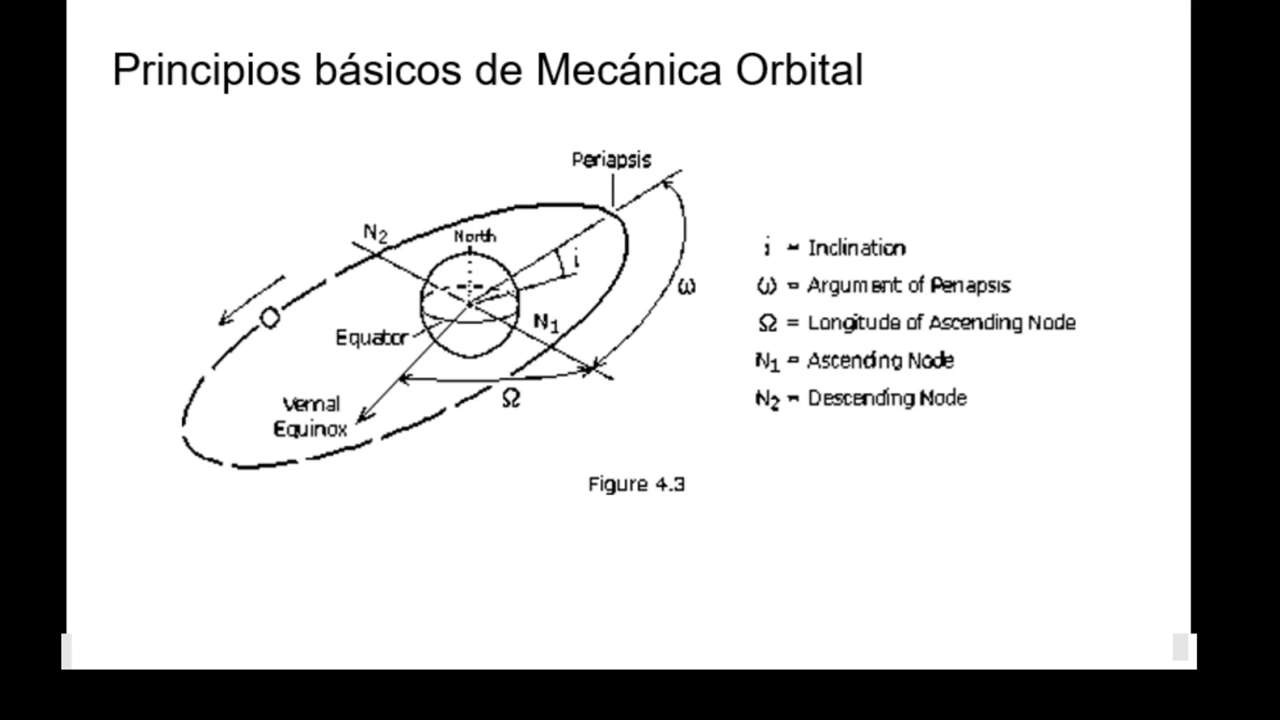 Principios básicos de Mecánica Orbital
Periapsis
N₂
North
i
ω
N₁
Equator
Ω
Vernal
Equinox
i = Inclination
ω = Argument of Periapsis
Ω = Longitude of Ascending Node
N₁ = Ascending Node
N₂ = Descending Node
Figure 4.3